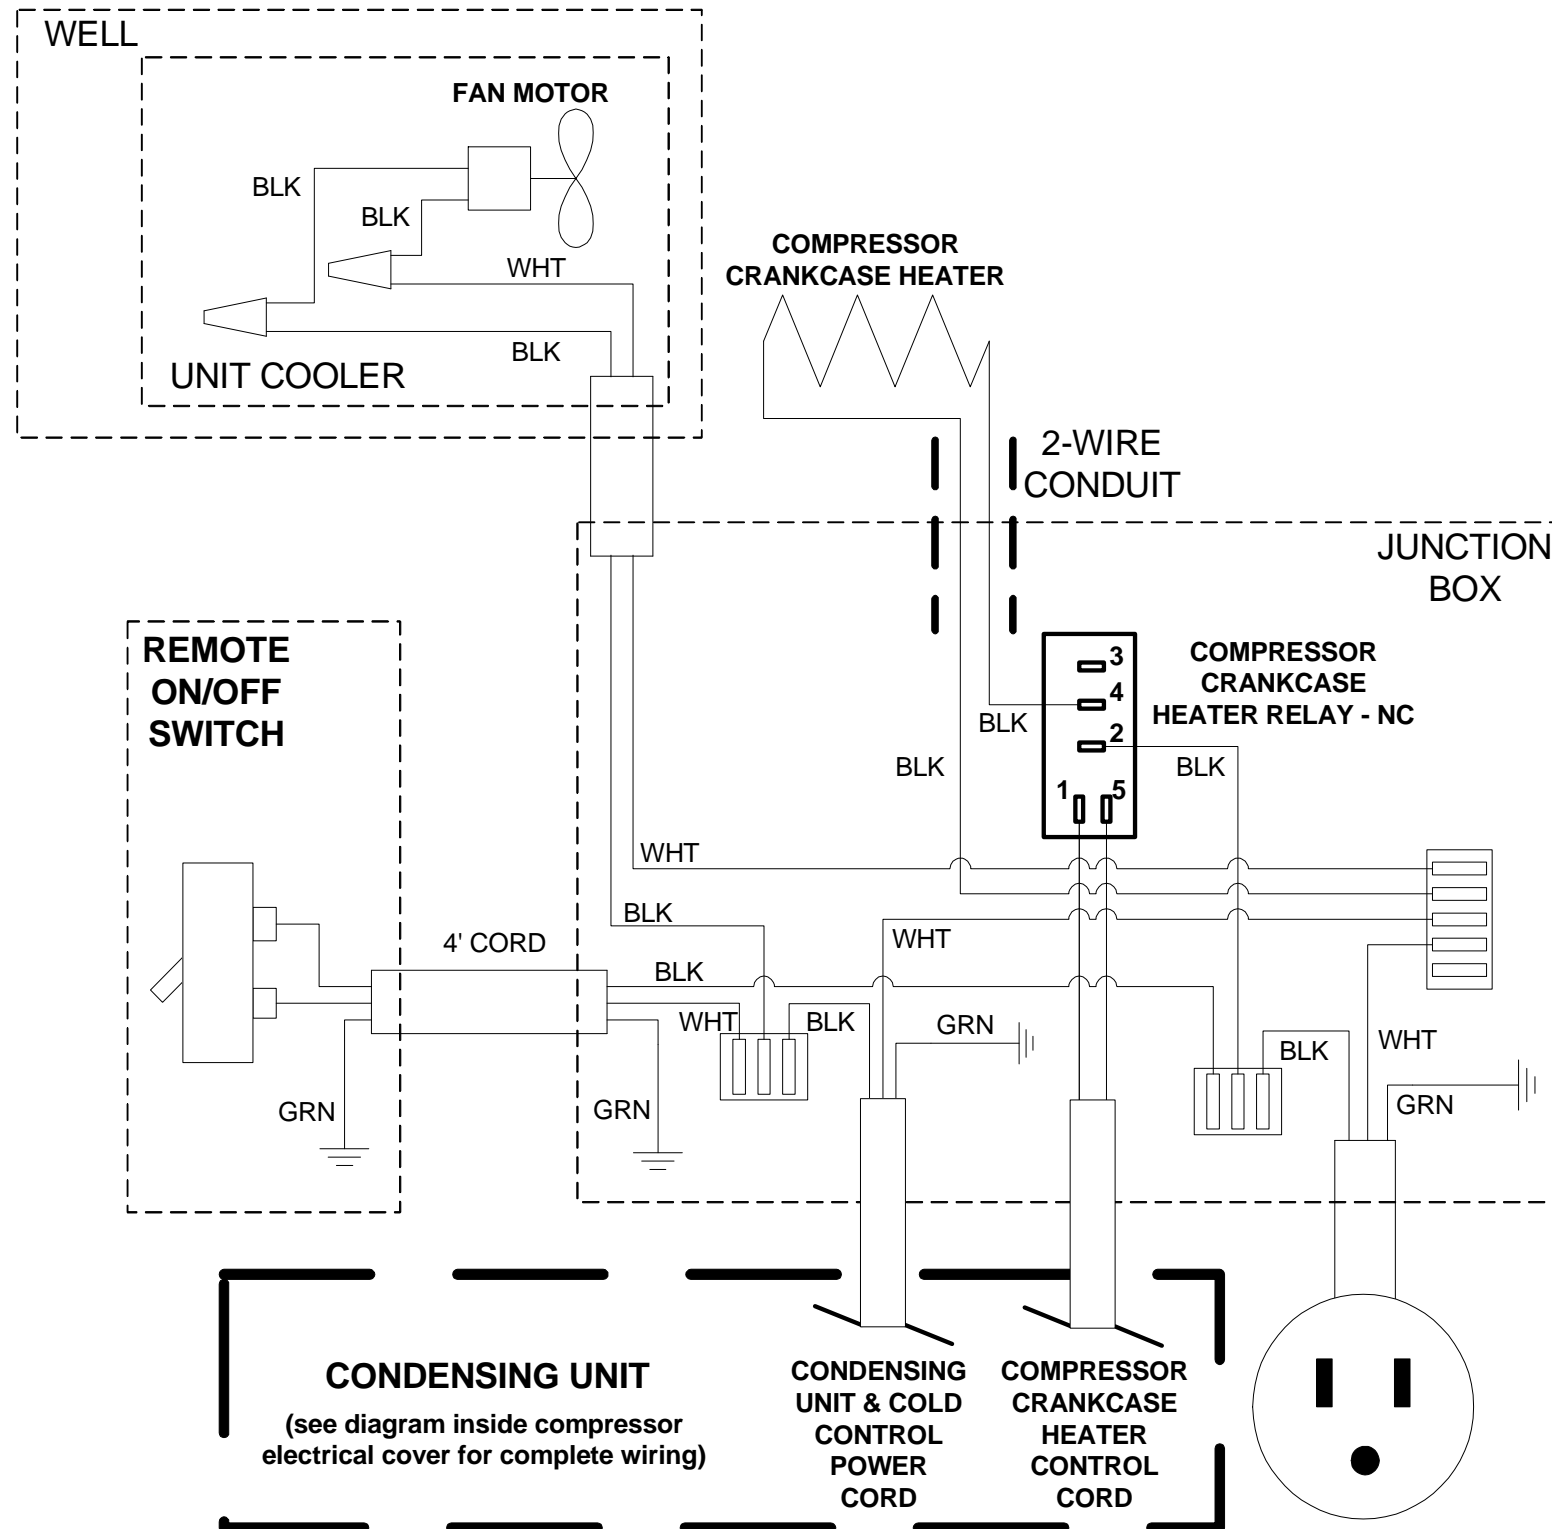 WELL
FAN MOTOR
BLK
BLK
WHT
BLK
UNIT COOLER
COMPRESSOR
CRANKCASE HEATER
2-WIRE
CONDUIT
JUNCTION
BOX
REMOTE
ON/OFF
SWITCH
3
4
2
1
5
COMPRESSOR
CRANKCASE
HEATER RELAY - NC
BLK
BLK
BLK
WHT
BLK
WHT
4' CORD
BLK
WHT
BLK
GRN
BLK
WHT
GRN
GRN
GRN
CONDENSING UNIT
(see diagram inside compressor
electrical cover for complete wiring)
CONDENSING
UNIT & COLD
CONTROL
POWER
CORD
COMPRESSOR
CRANKCASE
HEATER
CONTROL
CORD